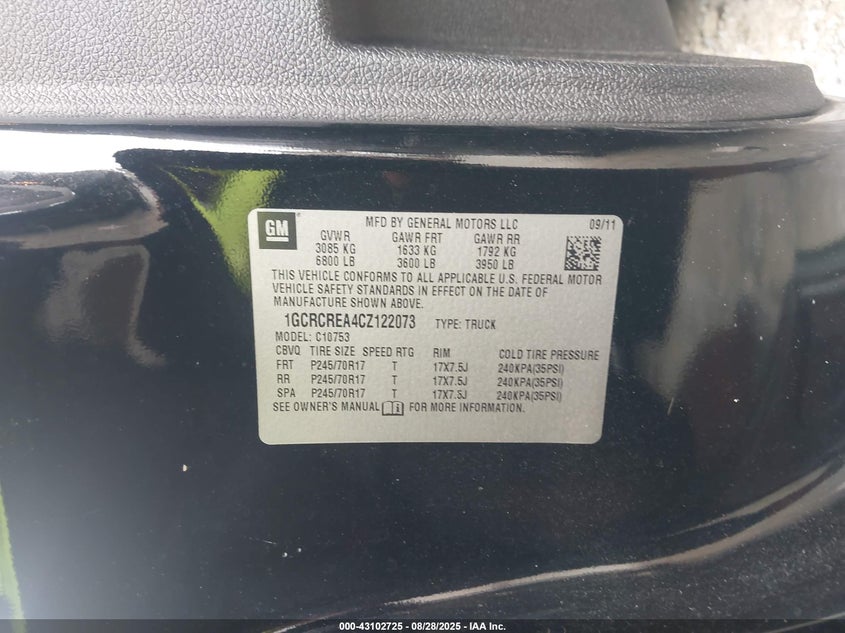 GM
MFD BY GENERAL MOTORS LLC 09/11
GVWR GAWR FRT GAWR RR
3085 KG 1633 KG 1792 KG
6800 LB 3600 LB 3950 LB
THIS VEHICLE CONFORMS TO ALL APPLICABLE U.S. FEDERAL MOTOR
VEHICLE SAFETY STANDARDS IN EFFECT ON THE DATE OF
MANUFACTURE SHOWN ABOVE.
1GCRCREA4CZ122073 TYPE: TRUCK
MODEL: C10753
CBVQ TIRE SIZE SPEED RTG RIM COLD TIRE PRESSURE
FRT P245/70R17 T 17X7.5J 240KPA(35PSI)
RR P245/70R17 T 17X7.5J 240KPA(35PSI)
SPA P245/70R17 T 17X7.5J 240KPA(35PSI)
SEE OWNER'S MANUAL FOR MORE INFORMATION.
000-43102725 - 08/28/2025 - IAA Inc.